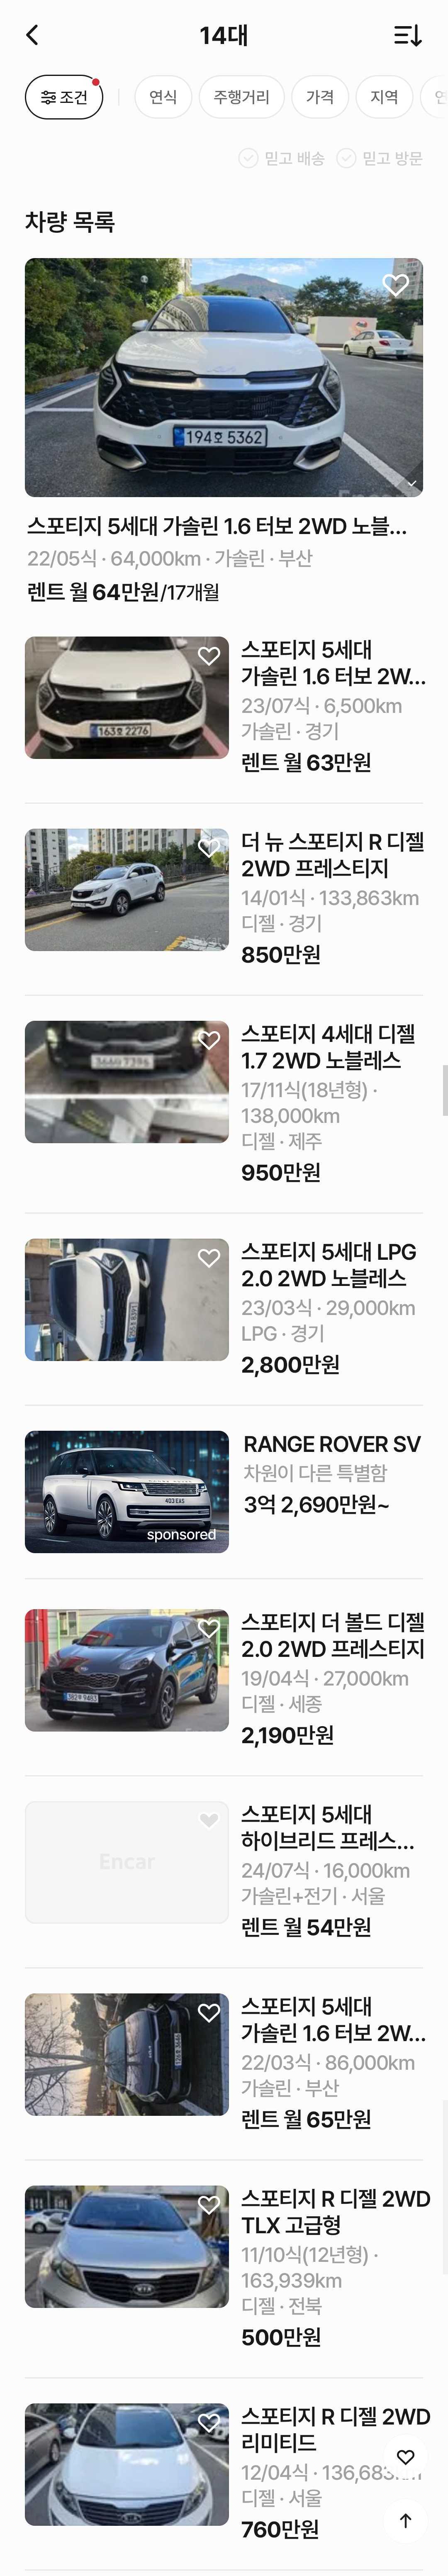 14대
조건
연식
주행거리
가격
지역
믿고 배송
믿고 방문
차량 목록
194호 5362
스포티지 5세대 가솔린 1.6 터보 2WD 노블...
22/05식 · 64,000km · 가솔린 · 부산
렌트 월 64만원/17개월
163호 2276
스포티지 5세대
가솔린 1.6 터보 2W...
23/07식 · 6,500km
가솔린 · 경기
렌트 월 63만원
더 뉴 스포티지 R 디젤
2WD 프레스티지
14/01식 · 133,863km
디젤 · 경기
850만원
스포티지 4세대 디젤
1.7 2WD 노블레스
17/11식(18년형) ·
138,000km
디젤 · 제주
950만원
스포티지 5세대 LPG
2.0 2WD 노블레스
23/03식 · 29,000km
LPG · 경기
2,800만원
RANGE ROVER SV
차원이 다른 특별함
3억 2,690만원~
sponsored
스포티지 더 볼드 디젤
2.0 2WD 프레스티지
19/04식 · 27,000km
디젤 · 세종
2,190만원
Encar
스포티지 5세대
하이브리드 프레스...
24/07식 · 16,000km
가솔린+전기 · 서울
렌트 월 54만원
스포티지 5세대
가솔린 1.6 터보 2W...
22/03식 · 86,000km
가솔린 · 부산
렌트 월 65만원
스포티지 R 디젤 2WD
TLX 고급형
11/10식(12년형) ·
163,939km
디젤 · 전북
500만원
KIA
스포티지 R 디젤 2WD
리미티드
12/04식 · 136,683km
디젤 · 서울
760만원